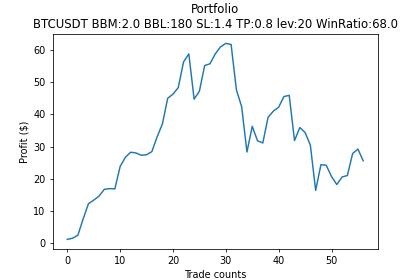 Portfolio
BTCUSDT BBM:2.0 BBL:180 SL:1.4 TP:0.8 lev:20 WinRatio:68.0
60
50
40
30
20
10
0
Profit ($)
0 10 20 30 40 50
Trade counts